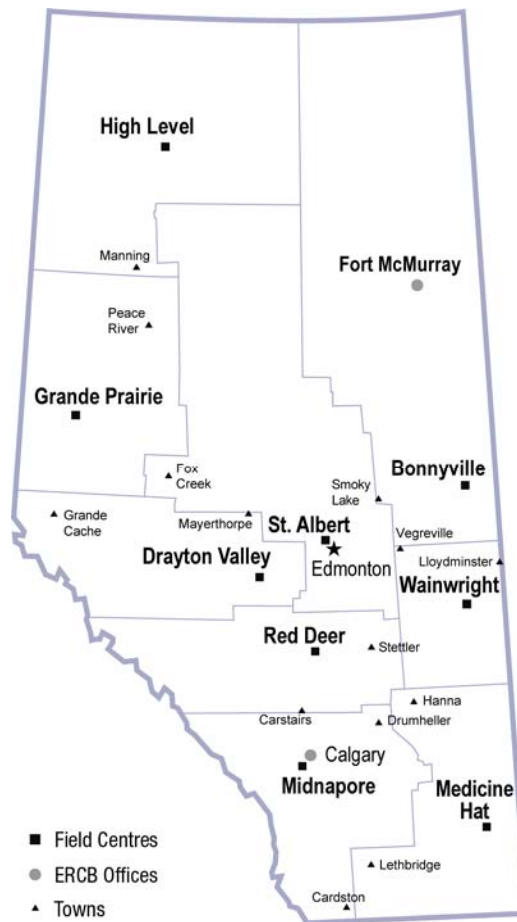 High Level
Manning
Fort McMurray
Peace
River
Grande Prairie
Fox
Creek
Smoky
Lake
Bonnyville
Grande
Cache
Mayerthorpe
St. Albert
Vegreville
Edmonton
Lloydminster
Drayton Valley
Wainwright
Red Deer
Stettler
Hanna
Carstairs
Drumheller
Calgary
Midnapore
Medicine
Hat
Field Centres
Lethbridge
ERCB Offices
Cardston
Towns